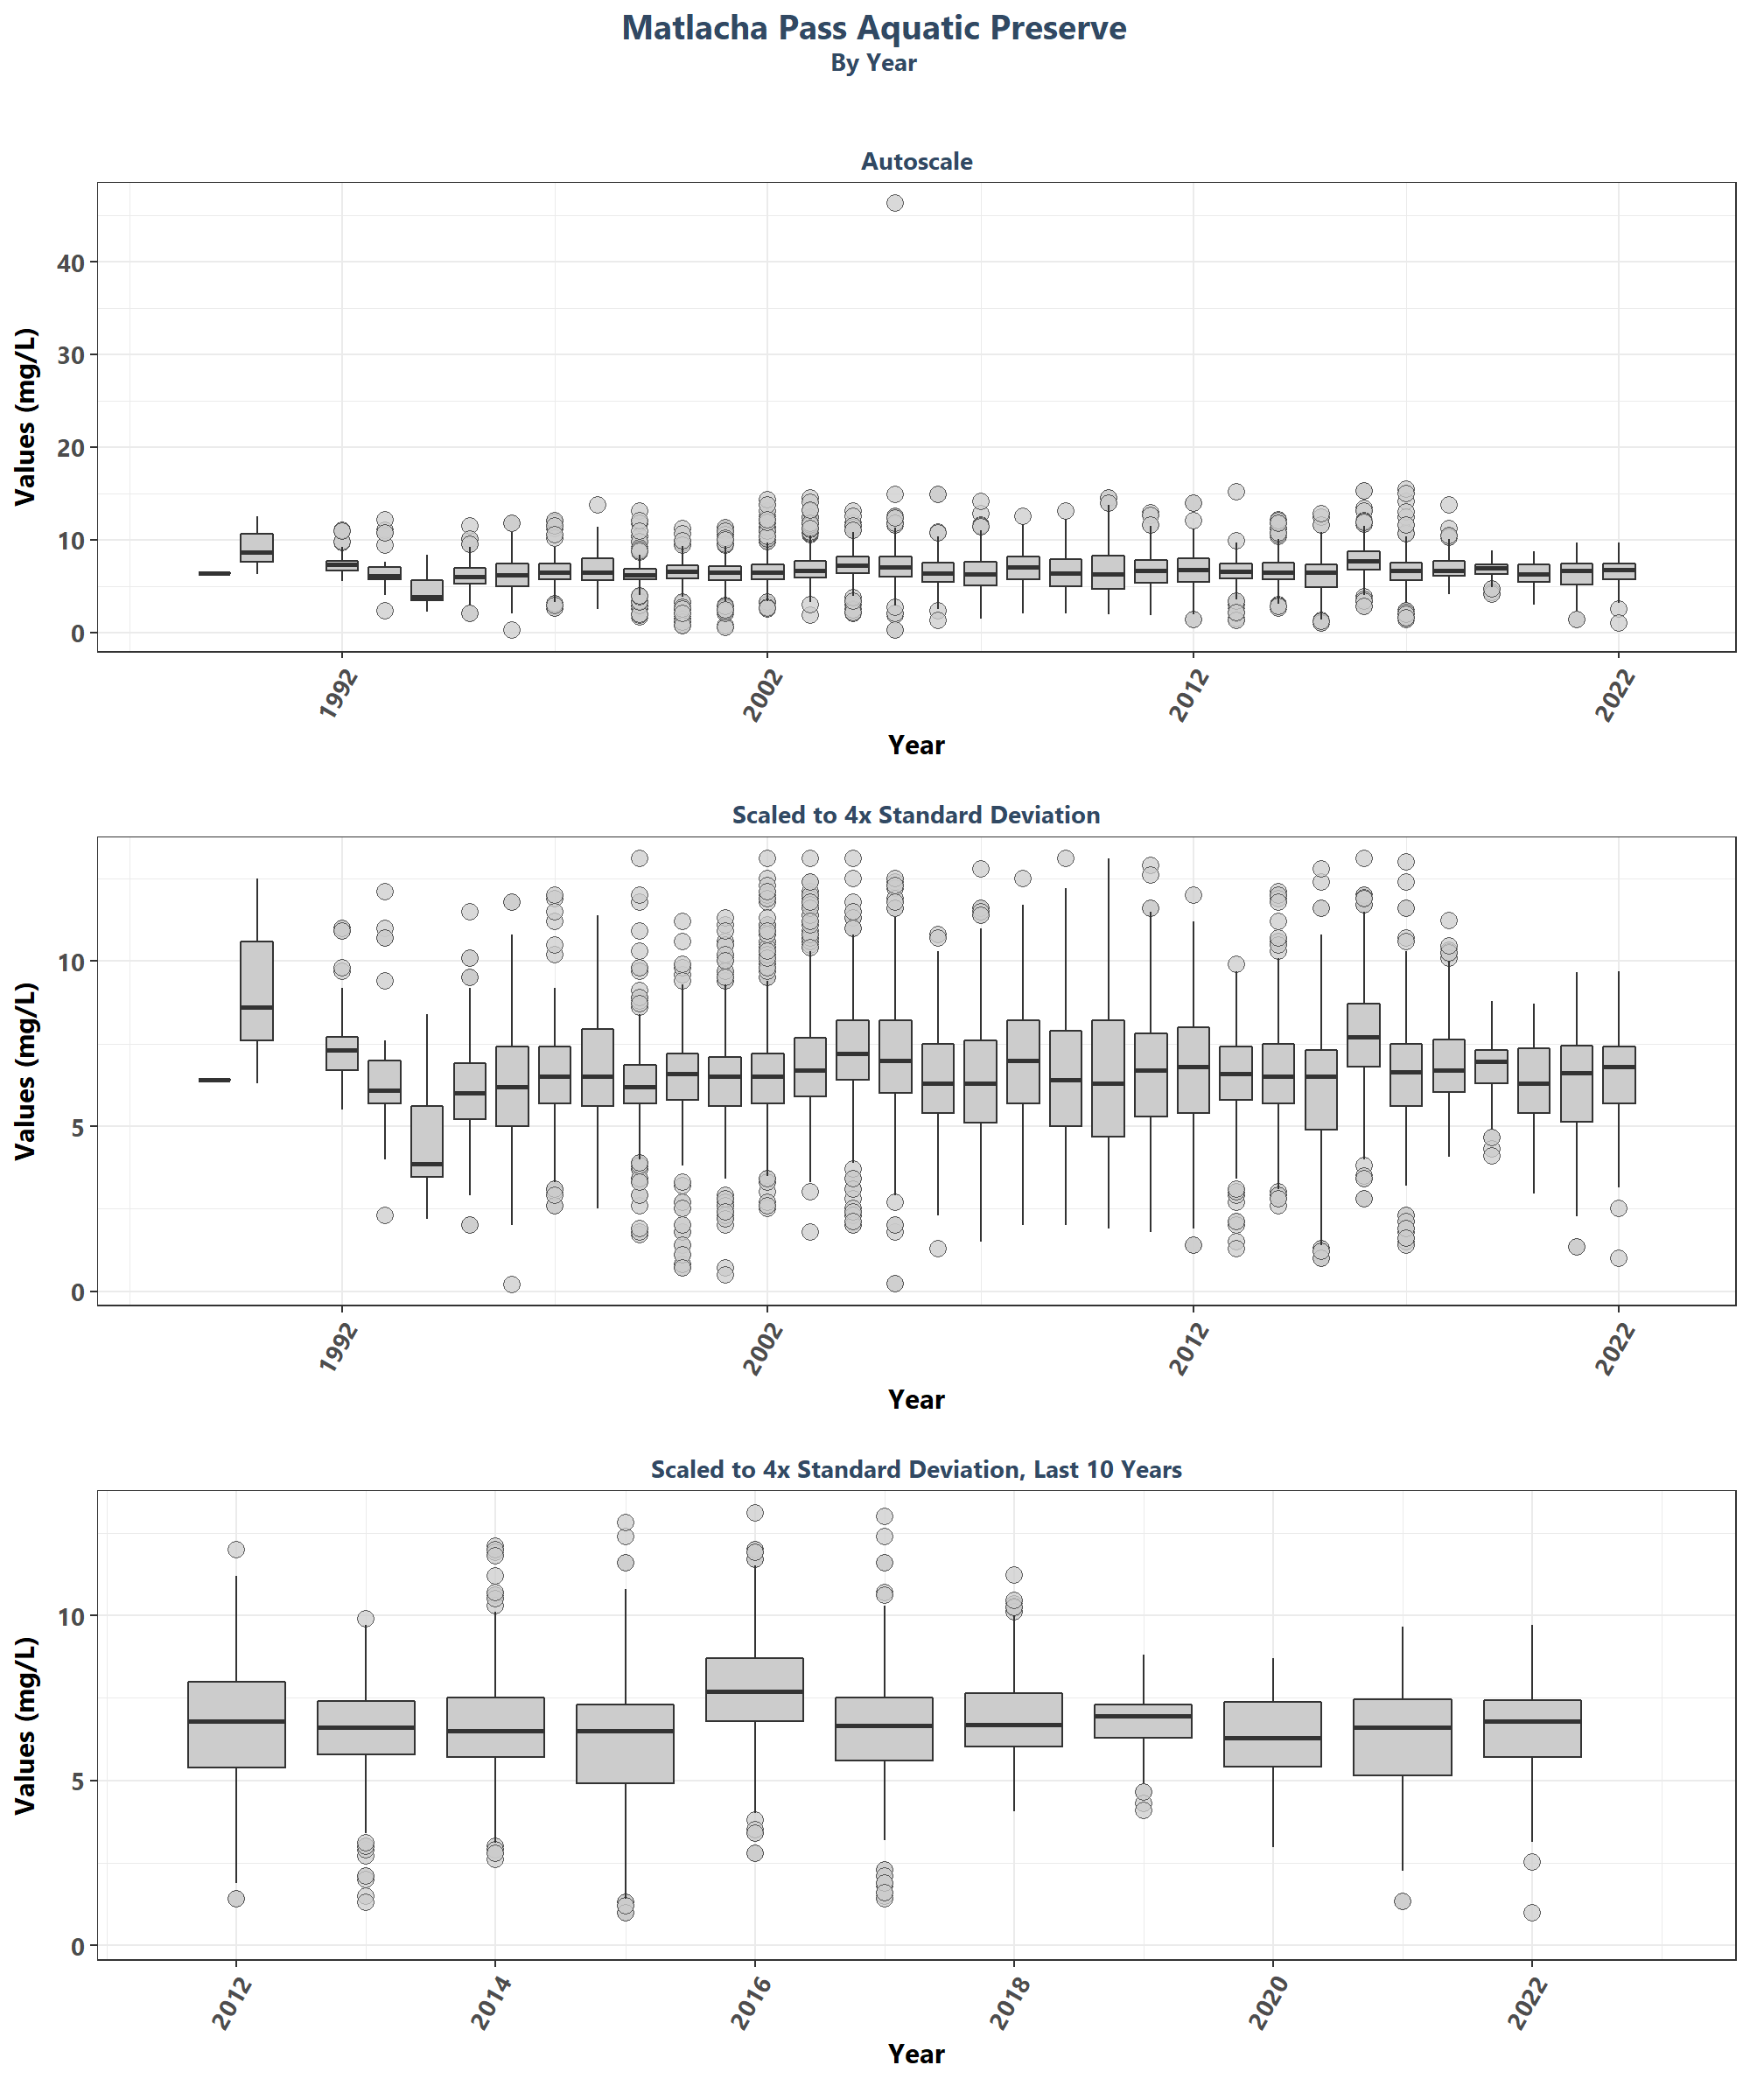 Matlacha Pass Aquatic Preserve
By Year
Autoscale
Values (mg/L)
40
30
20
10
0
1992
2002
2012
2022
Year
Scaled to 4x Standard Deviation
Values (mg/L)
10
5
0
1992
2002
2012
2022
Year
Scaled to 4x Standard Deviation, Last 10 Years
Values (mg/L)
10
5
0
2012
2014
2016
2018
2020
2022
Year